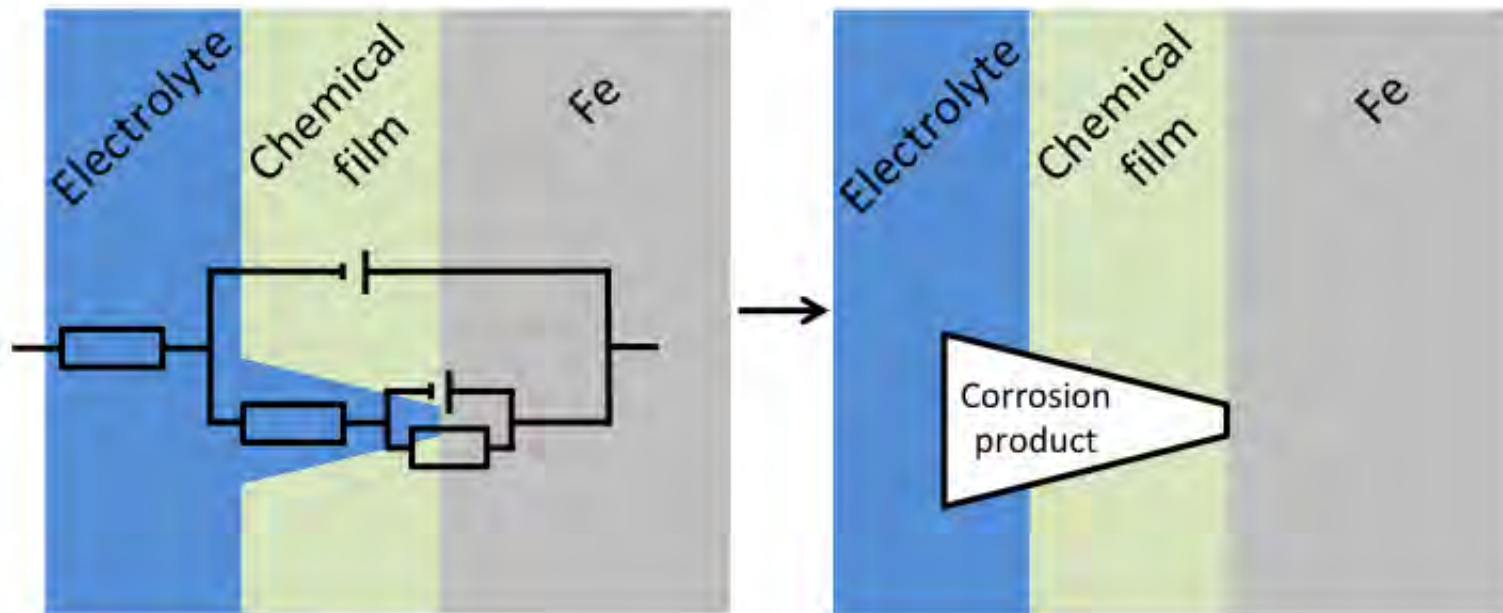 Electrolyte
Chemical
film
Fe
Electrolyte
Chemical
film
Fe
Corrosion
product